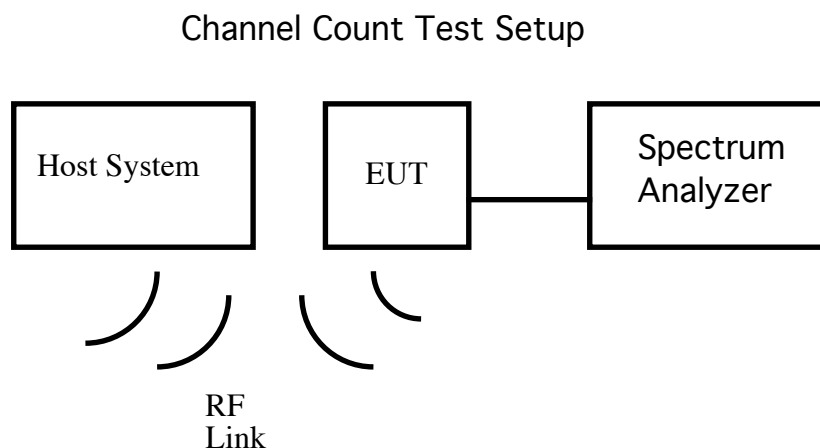 Channel Count Test Setup
Host System
EUT
Spectrum
Analyzer
RF
Link